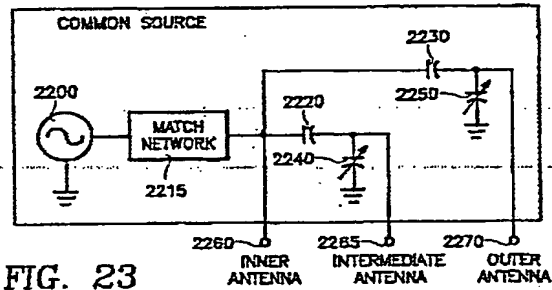 COMMON SOURCE
2230
2200
2220
2250
MATCH
NETWORK
2240
2215
2260
2265
2270
INNER
ANTENNA
INTERMEDIATE
ANTENNA
OUTER
ANTENNA
FIG. 23